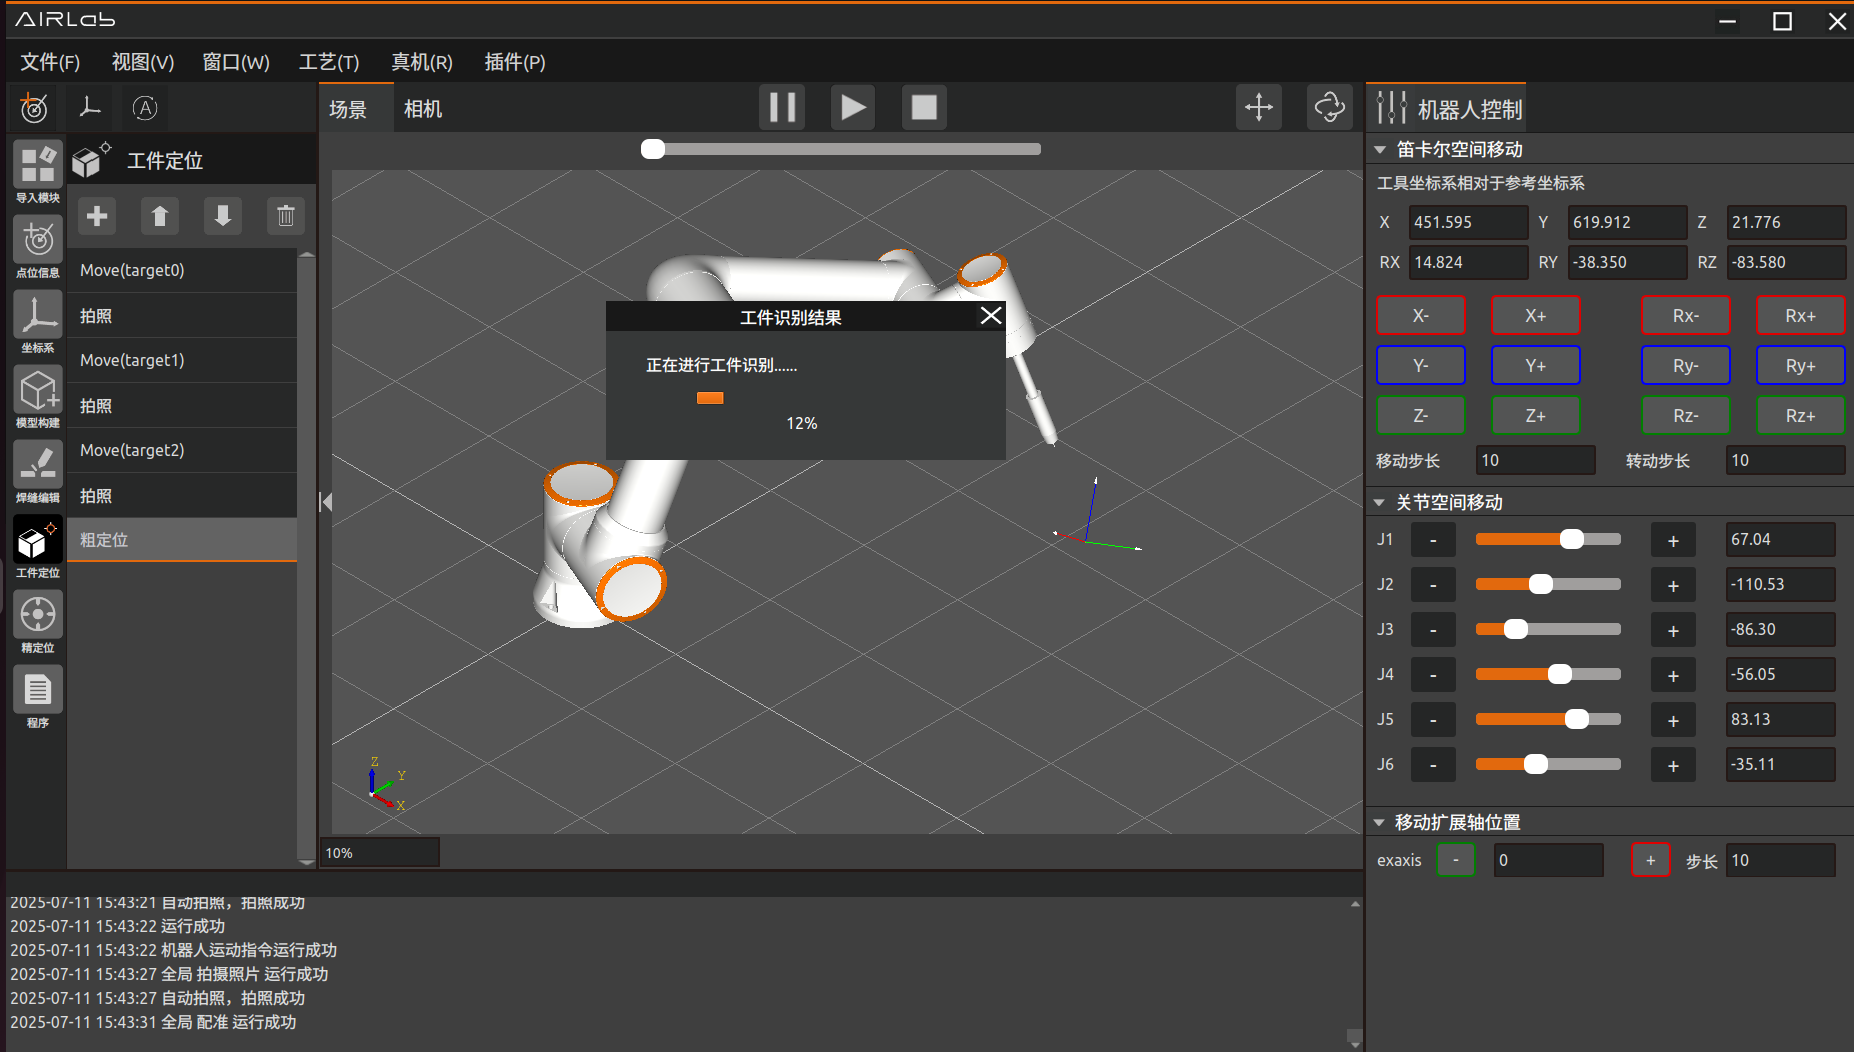 AIRLab
文件(F) 视图(V) 窗口(W) 工艺(T) 真机(R) 插件(P)
A
导入模块
点位信息
坐标系
模型构建
焊缝编辑
工件定位
精定位
程序
工件定位
Move(target0)
拍照
Move(target1)
拍照
Move(target2)
拍照
粗定位
场景 相机
工件识别结果
正在进行工件识别......
12%
Z
Y
X
10%
机器人控制
笛卡尔空间移动
工具坐标系相对于参考坐标系
X 451.595 Y 619.912 Z 21.776
RX 14.824 RY -38.350 RZ -83.580
X- X+ Rx- Rx+
Y- Y+ Ry- Ry+
Z- Z+ Rz- Rz+
移动步长 10 转动步长 10
关节空间移动
J1 - + 67.04
J2 - + -110.53
J3 - + -86.30
J4 - + -56.05
J5 - + 83.13
J6 - + -35.11
移动扩展轴位置
exaxis - 0 + 步长 10
2025-07-11 15:43:21 自动拍照，拍照成功
2025-07-11 15:43:22 运行成功
2025-07-11 15:43:22 机器人运动指令运行成功
2025-07-11 15:43:27 全局 拍摄照片 运行成功
2025-07-11 15:43:27 自动拍照，拍照成功
2025-07-11 15:43:31 全局 配准 运行成功